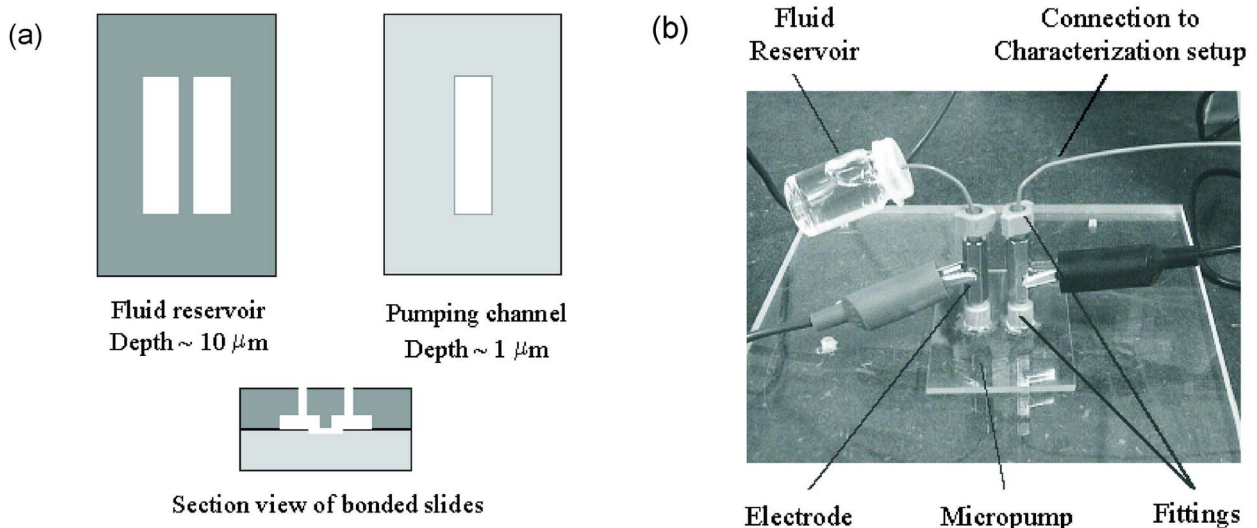 (a)
Fluid reservoir
Depth ~ 10 μm
Pumping channel
Depth ~ 1 μm
Section view of bonded slides
(b)
Fluid
Reservoir
Connection to
Characterization setup
Electrode
Micropump
Fittings